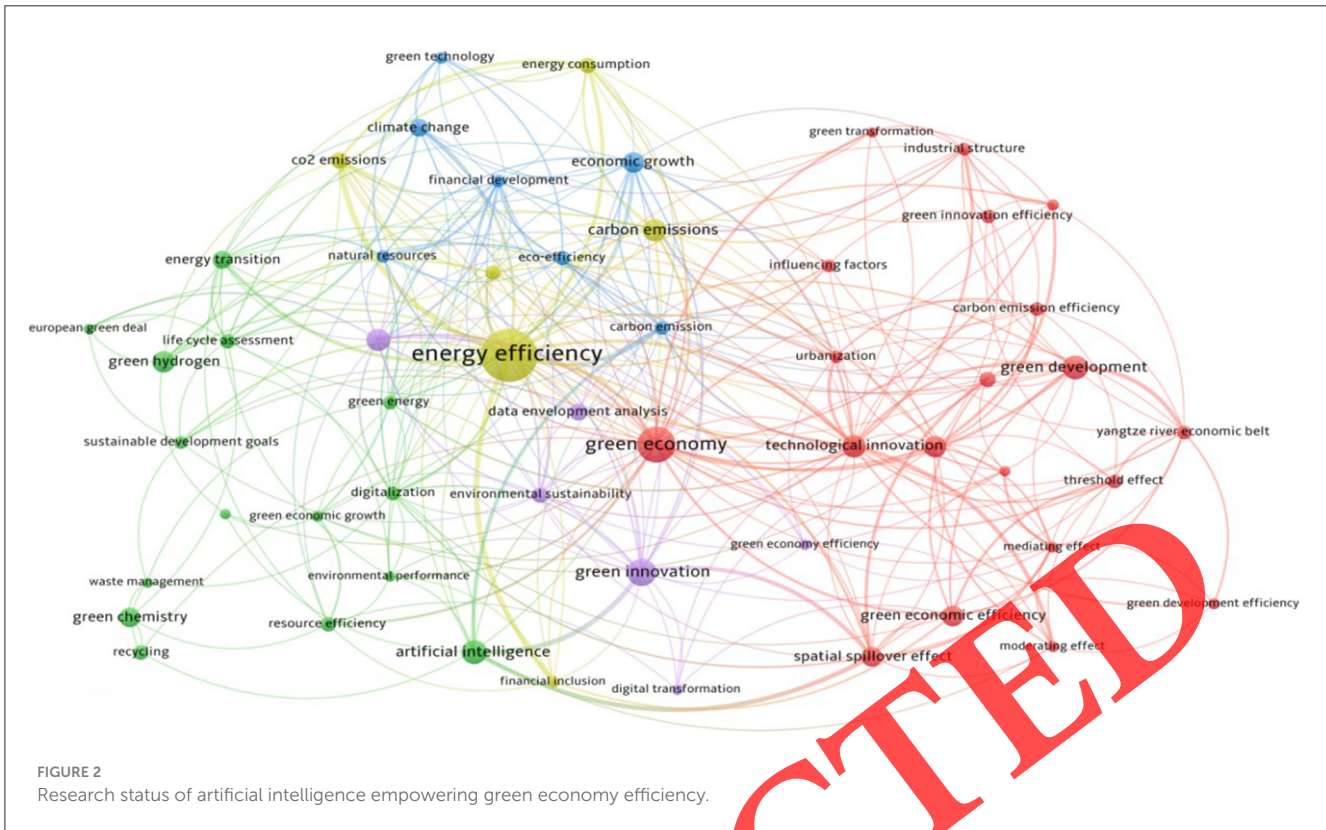 green technology
energy consumption
climate change
green transformation
industrial structure
co2 emissions
economic growth
financial development
green innovation efficiency
carbon emissions
energy transition
natural resources
eco-efficiency
influencing factors
carbon emission efficiency
european green deal
life cycle assessment
carbon emission
green hydrogen
energy efficiency
urbanization
green development
green energy
data envelopment analysis
sustainable development goals
green economy
technological innovation
yangtze river economic belt
digitalization
environmental sustainability
threshold effect
green economic growth
green economy efficiency
mediating effect
waste management
environmental performance
green innovation
green chemistry
resource efficiency
green economic efficiency
green development efficiency
recycling
artificial intelligence
spatial spillover effect
moderating effect
financial inclusion
digital transformation
CTED
FIGURE 2
Research status of artificial intelligence empowering green economy efficiency.